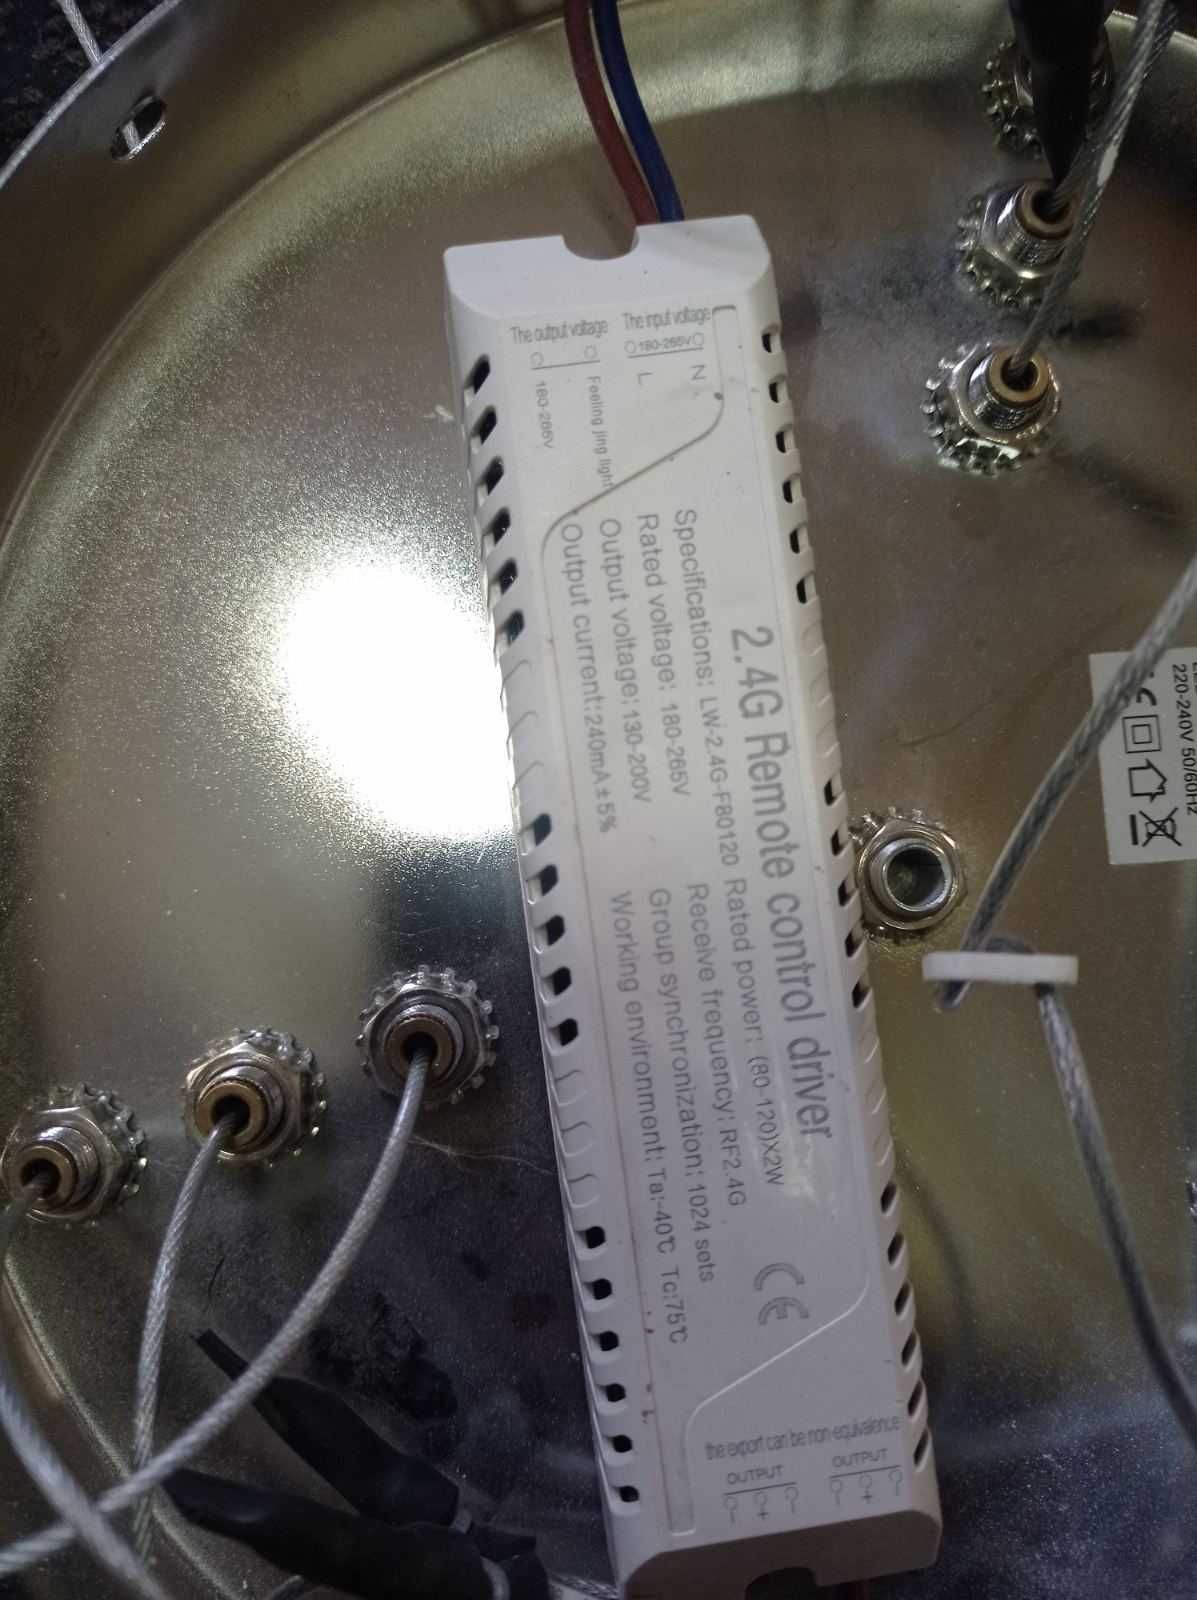 The output voltage
The input voltage
180-265V
L
N
180-265V
Feeling jing light
2.4G Remote control driver
Specifications: LW-2.4G-F80120
Rated power: (80-120)X2W
Rated voltage: 180-265V
Receive frequency: RF2.4G
Output voltage: 130-200V
Group synchronization: 1024 sets
Output current: 240mA±5%
Working environment: Ta:-40℃ Tc:75℃
CE
the export can be non-equivalence
OUTPUT
OUTPUT
- + -
- + -
220-240V 50/60Hz
CE